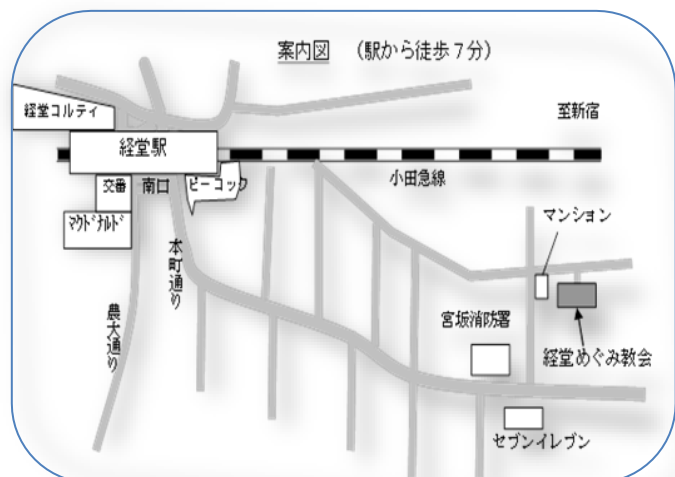 案内図 （駅から徒歩７分）
経堂コルティ
至新宿
経堂駅
小田急線
交番
南口
ピーコック
マクドナルド
マンション
本町通り
農大通り
宮坂消防署
経堂めぐみ教会
セブンイレブン